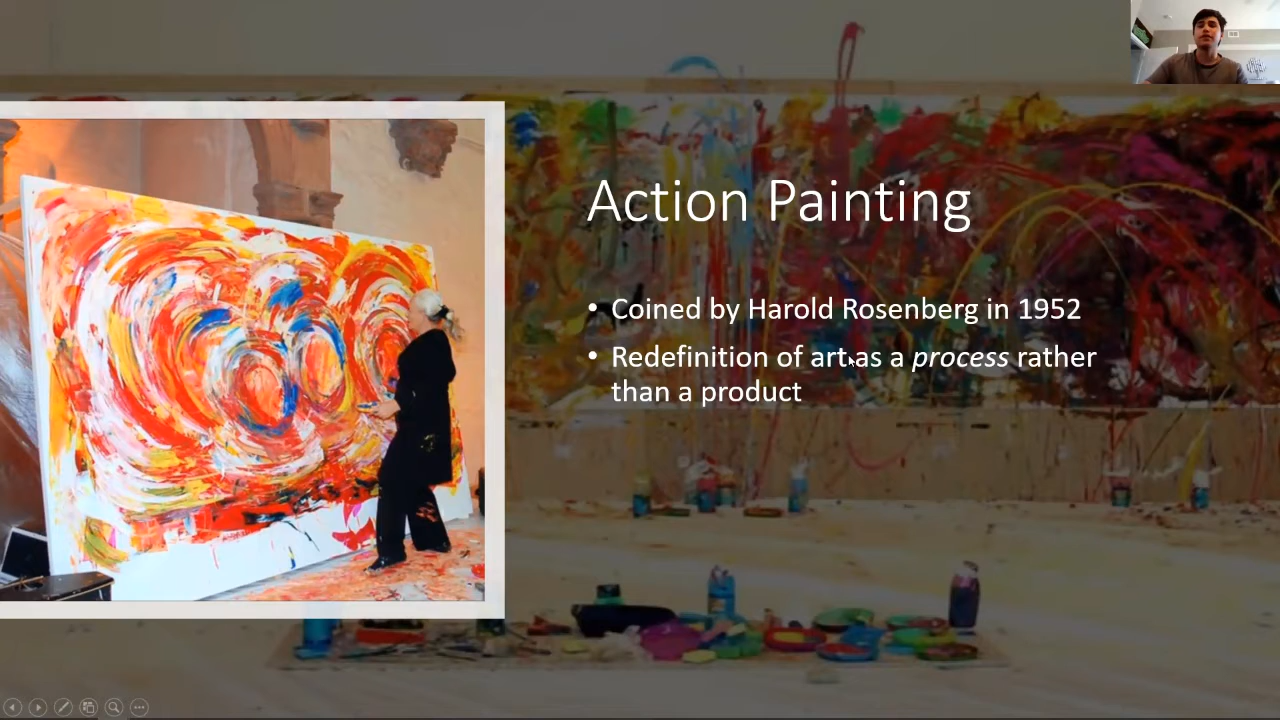 Action Painting
• Coined by Harold Rosenberg in 1952
• Redefinition of art as a process rather
than a product